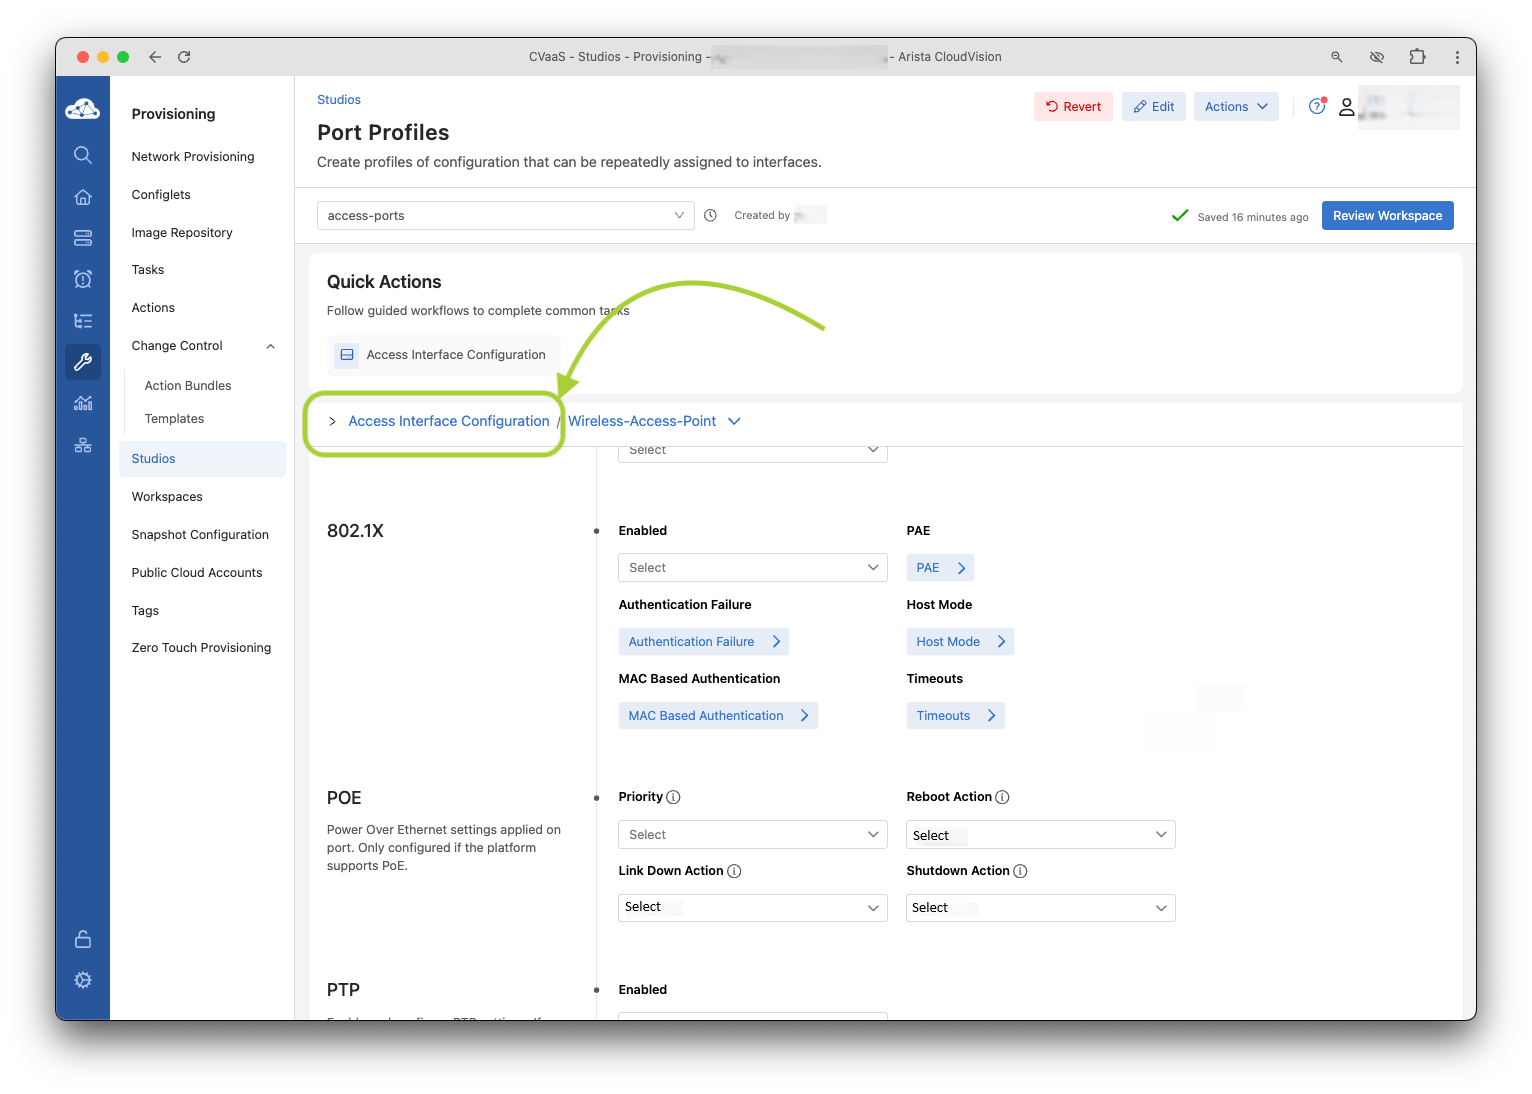 CVaaS - Studios - Provisioning - - Arista CloudVision
Provisioning
Network Provisioning
Configlets
Image Repository
Tasks
Actions
Change Control
Action Bundles
Templates
Studios
Workspaces
Snapshot Configuration
Public Cloud Accounts
Tags
Zero Touch Provisioning
Studios
Port Profiles
Create profiles of configuration that can be repeatedly assigned to interfaces.
Revert
Edit
Actions
access-ports
Created by
Saved 16 minutes ago
Review Workspace
Quick Actions
Follow guided workflows to complete common tasks
Access Interface Configuration
Access Interface Configuration / Wireless-Access-Point
Select
802.1X
Enabled
PAE
Select
PAE
Authentication Failure
Host Mode
Authentication Failure
Host Mode
MAC Based Authentication
Timeouts
MAC Based Authentication
Timeouts
POE
Power Over Ethernet settings applied on
port. Only configured if the platform
supports PoE.
Priority
Reboot Action
Select
Select
Link Down Action
Shutdown Action
Select
Select
PTP
Enabled